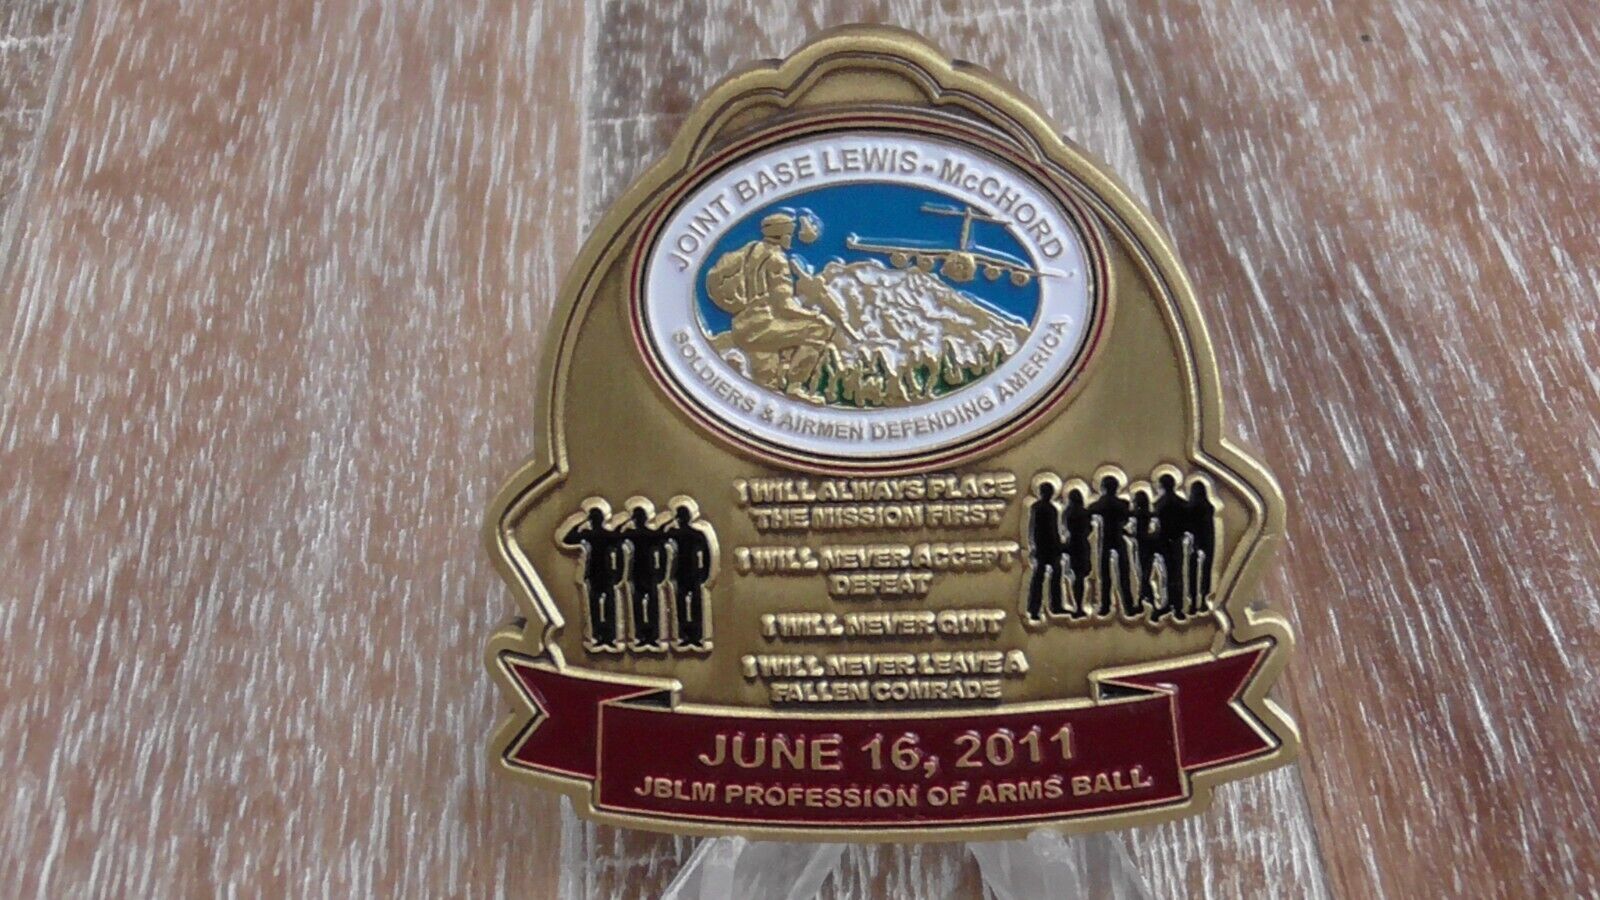 JOINT BASE LEWIS - McCHORD
SOLDIERS & AIRMEN DEFENDING AMERICA
I WILL ALWAYS PLACE
THE MISSION FIRST
I WILL NEVER ACCEPT
DEFEAT
I WILL NEVER QUIT
I WILL NEVER LEAVE A
FALLEN COMRADE
JUNE 16, 2011
JBLM PROFESSION OF ARMS BALL